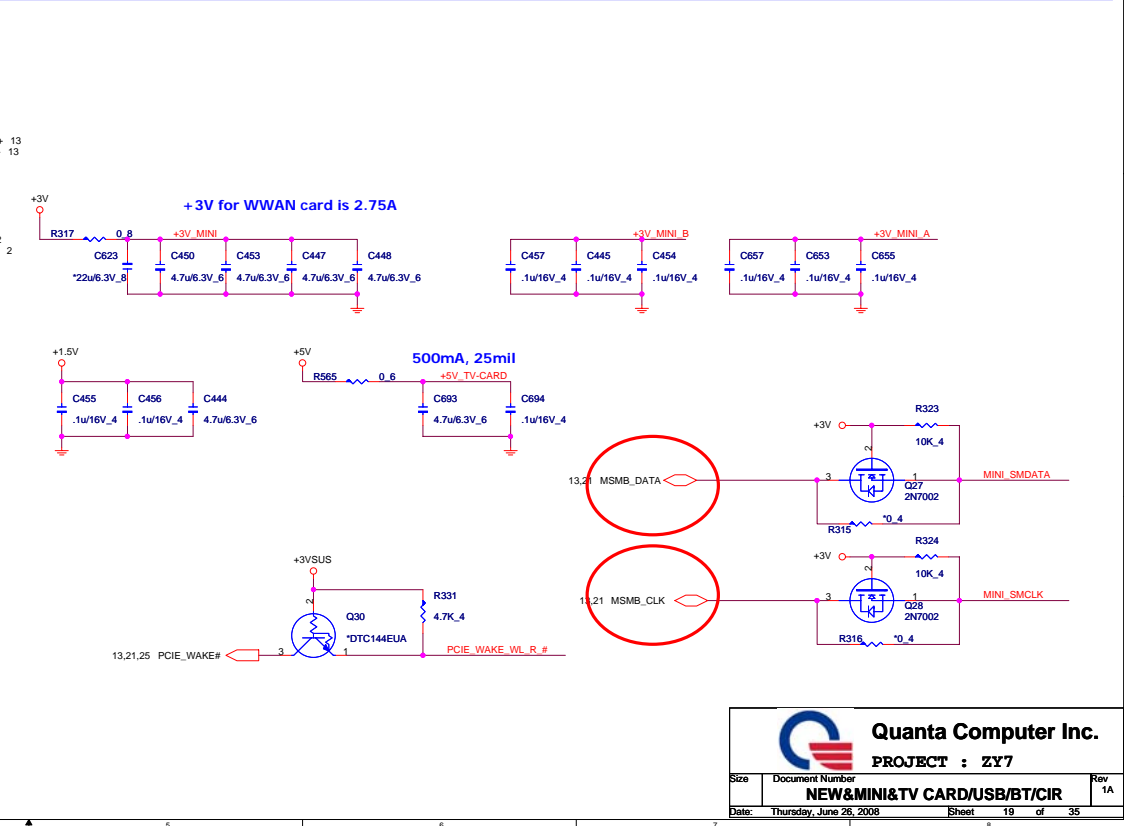 + 13
13
2
+3V
+3V for WWAN card is 2.75A
R317 0_8 +3V_MINI
C623 C450 C453 C447 C448
*22u/6.3V_8 4.7u/6.3V_6 4.7u/6.3V_6 4.7u/6.3V_6 4.7u/6.3V_6
+3V_MINI_B
C457 C445 C454
.1u/16V_4 .1u/16V_4 .1u/16V_4
+3V_MINI_A
C657 C653 C655
.1u/16V_4 .1u/16V_4 .1u/16V_4
+1.5V
C455 C456 C444
.1u/16V_4 .1u/16V_4 4.7u/6.3V_6
+5V
500mA, 25mil
R565 0_6 +5V_TV-CARD
C693 C694
4.7u/6.3V_6 .1u/16V_4
R323
+3V
10K_4
2
13,21 MSMB_DATA 3 1 MINI_SMDATA
Q27
2N7002
R315 *0_4
R324
+3V
10K_4
2
13,21 MSMB_CLK 3 1 MINI_SMCLK
Q28
2N7002
R316 *0_4
+3VSUS
2
R331
4.7K_4
Q30
*DTC144EUA
13,21,25 PCIE_WAKE# 3 1 PCIE_WAKE_WL_R_#
Quanta Computer Inc.
PROJECT : ZY7
Size Document Number Rev
NEW&MINI&TV CARD/USB/BT/CIR 1A
Date: Thursday, June 26, 2008 Sheet 19 of 35